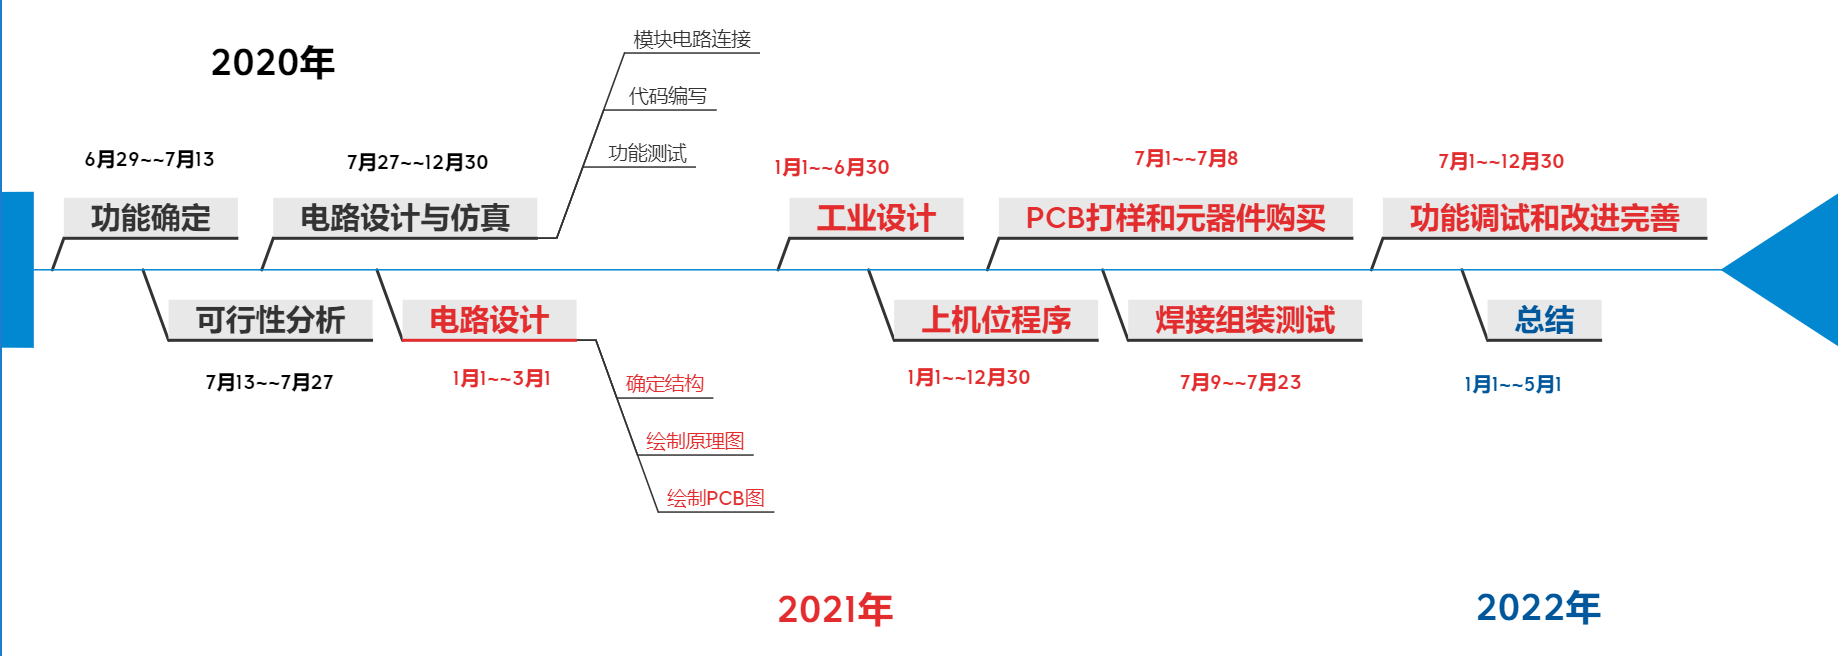 2020年
模块电路连接
代码编写
功能测试
6月29~~7月13
7月27~~12月30
1月1~~6月30
7月1~~7月8
7月1~~12月30
功能确定
电路设计与仿真
工业设计
PCB打样和元器件购买
功能调试和改进完善
可行性分析
电路设计
上机位程序
焊接组装测试
总结
7月13~~7月27
1月1~~3月1
1月1~~12月30
7月9~~7月23
1月1~~5月1
确定结构
绘制原理图
绘制PCB图
2021年
2022年